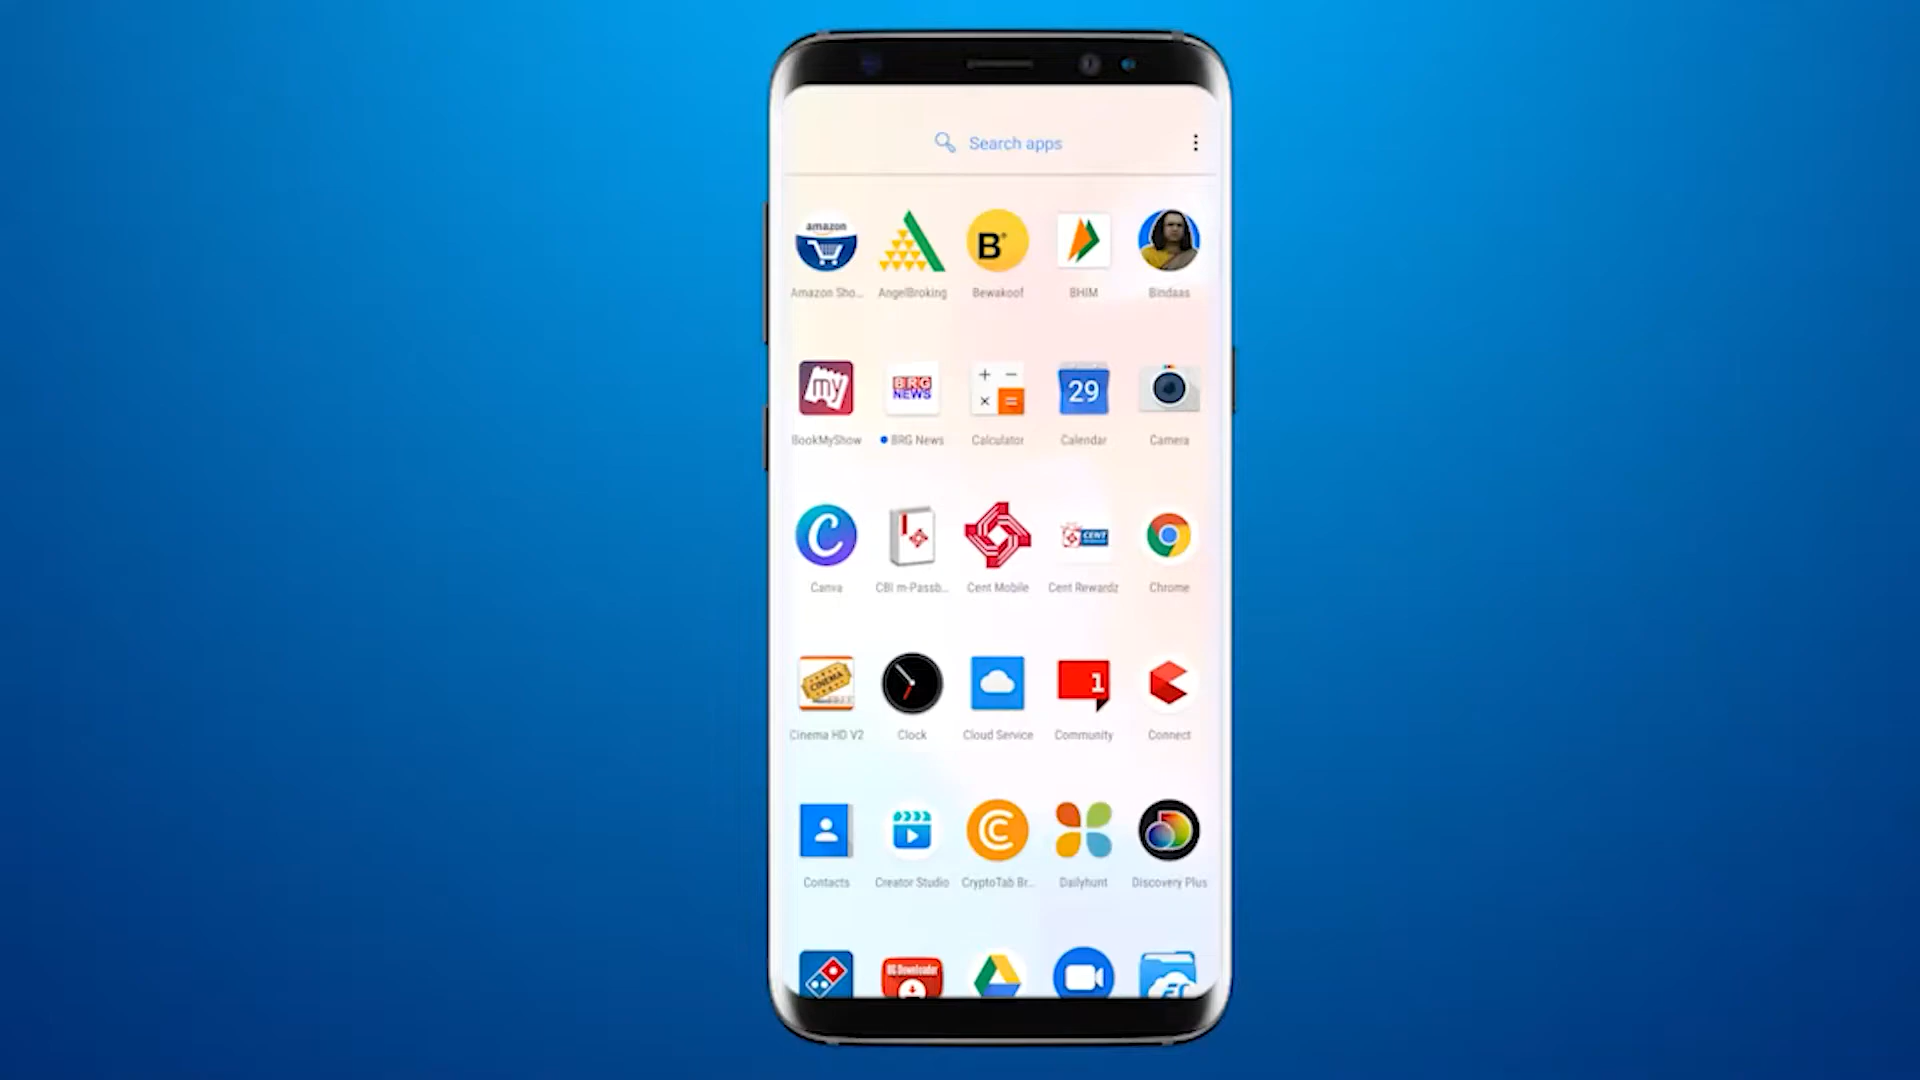 Search apps
amazon
B
Amazon Sho...
AngelBroking
Bewakoof
BHIM
Bindaas
my
BRG
NEWS
+ −
× =
29
BookMyShow
BRG News
Calculator
Calendar
Camera
C
CENT
Canva
CBI m-Passb...
Cent Mobile
Cent Rewardz
Chrome
CINEMA
1
Cinema HD V2
Clock
Cloud Service
Community
Connect
C
Contacts
Creator Studio
CryptoTab Br...
Dailyhunt
Discovery Plus
Downloader